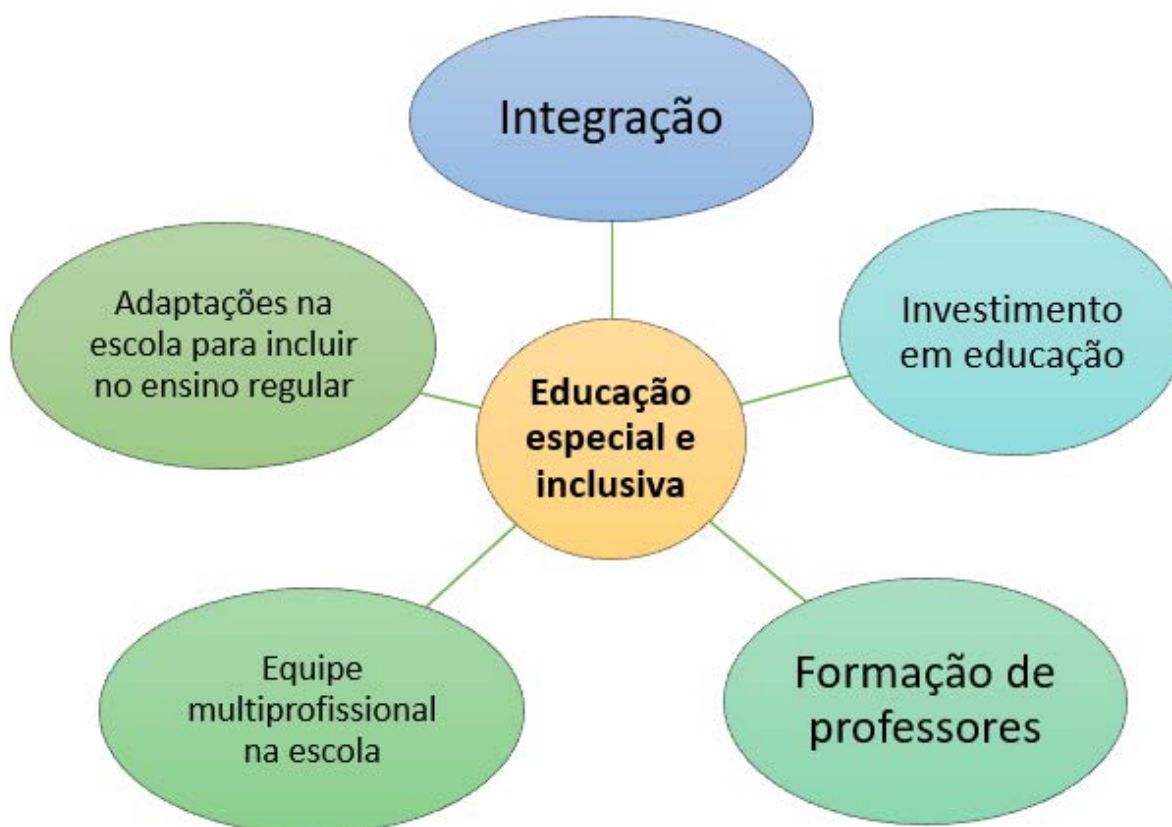 Integração
Adaptações na
escola para incluir
no ensino regular
Investimento
em educação
Educação
especial e
inclusiva
Equipe
multiprofissional
na escola
Formação de
professores